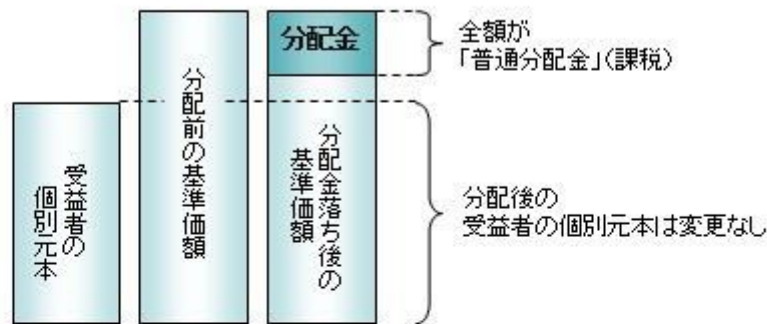 受益者の
個別元本
分配前の基準価額
分配金
分配金落ち後の
基準価額
全額が
「普通分配金」(課税)
分配後の
受益者の個別元本は変更なし